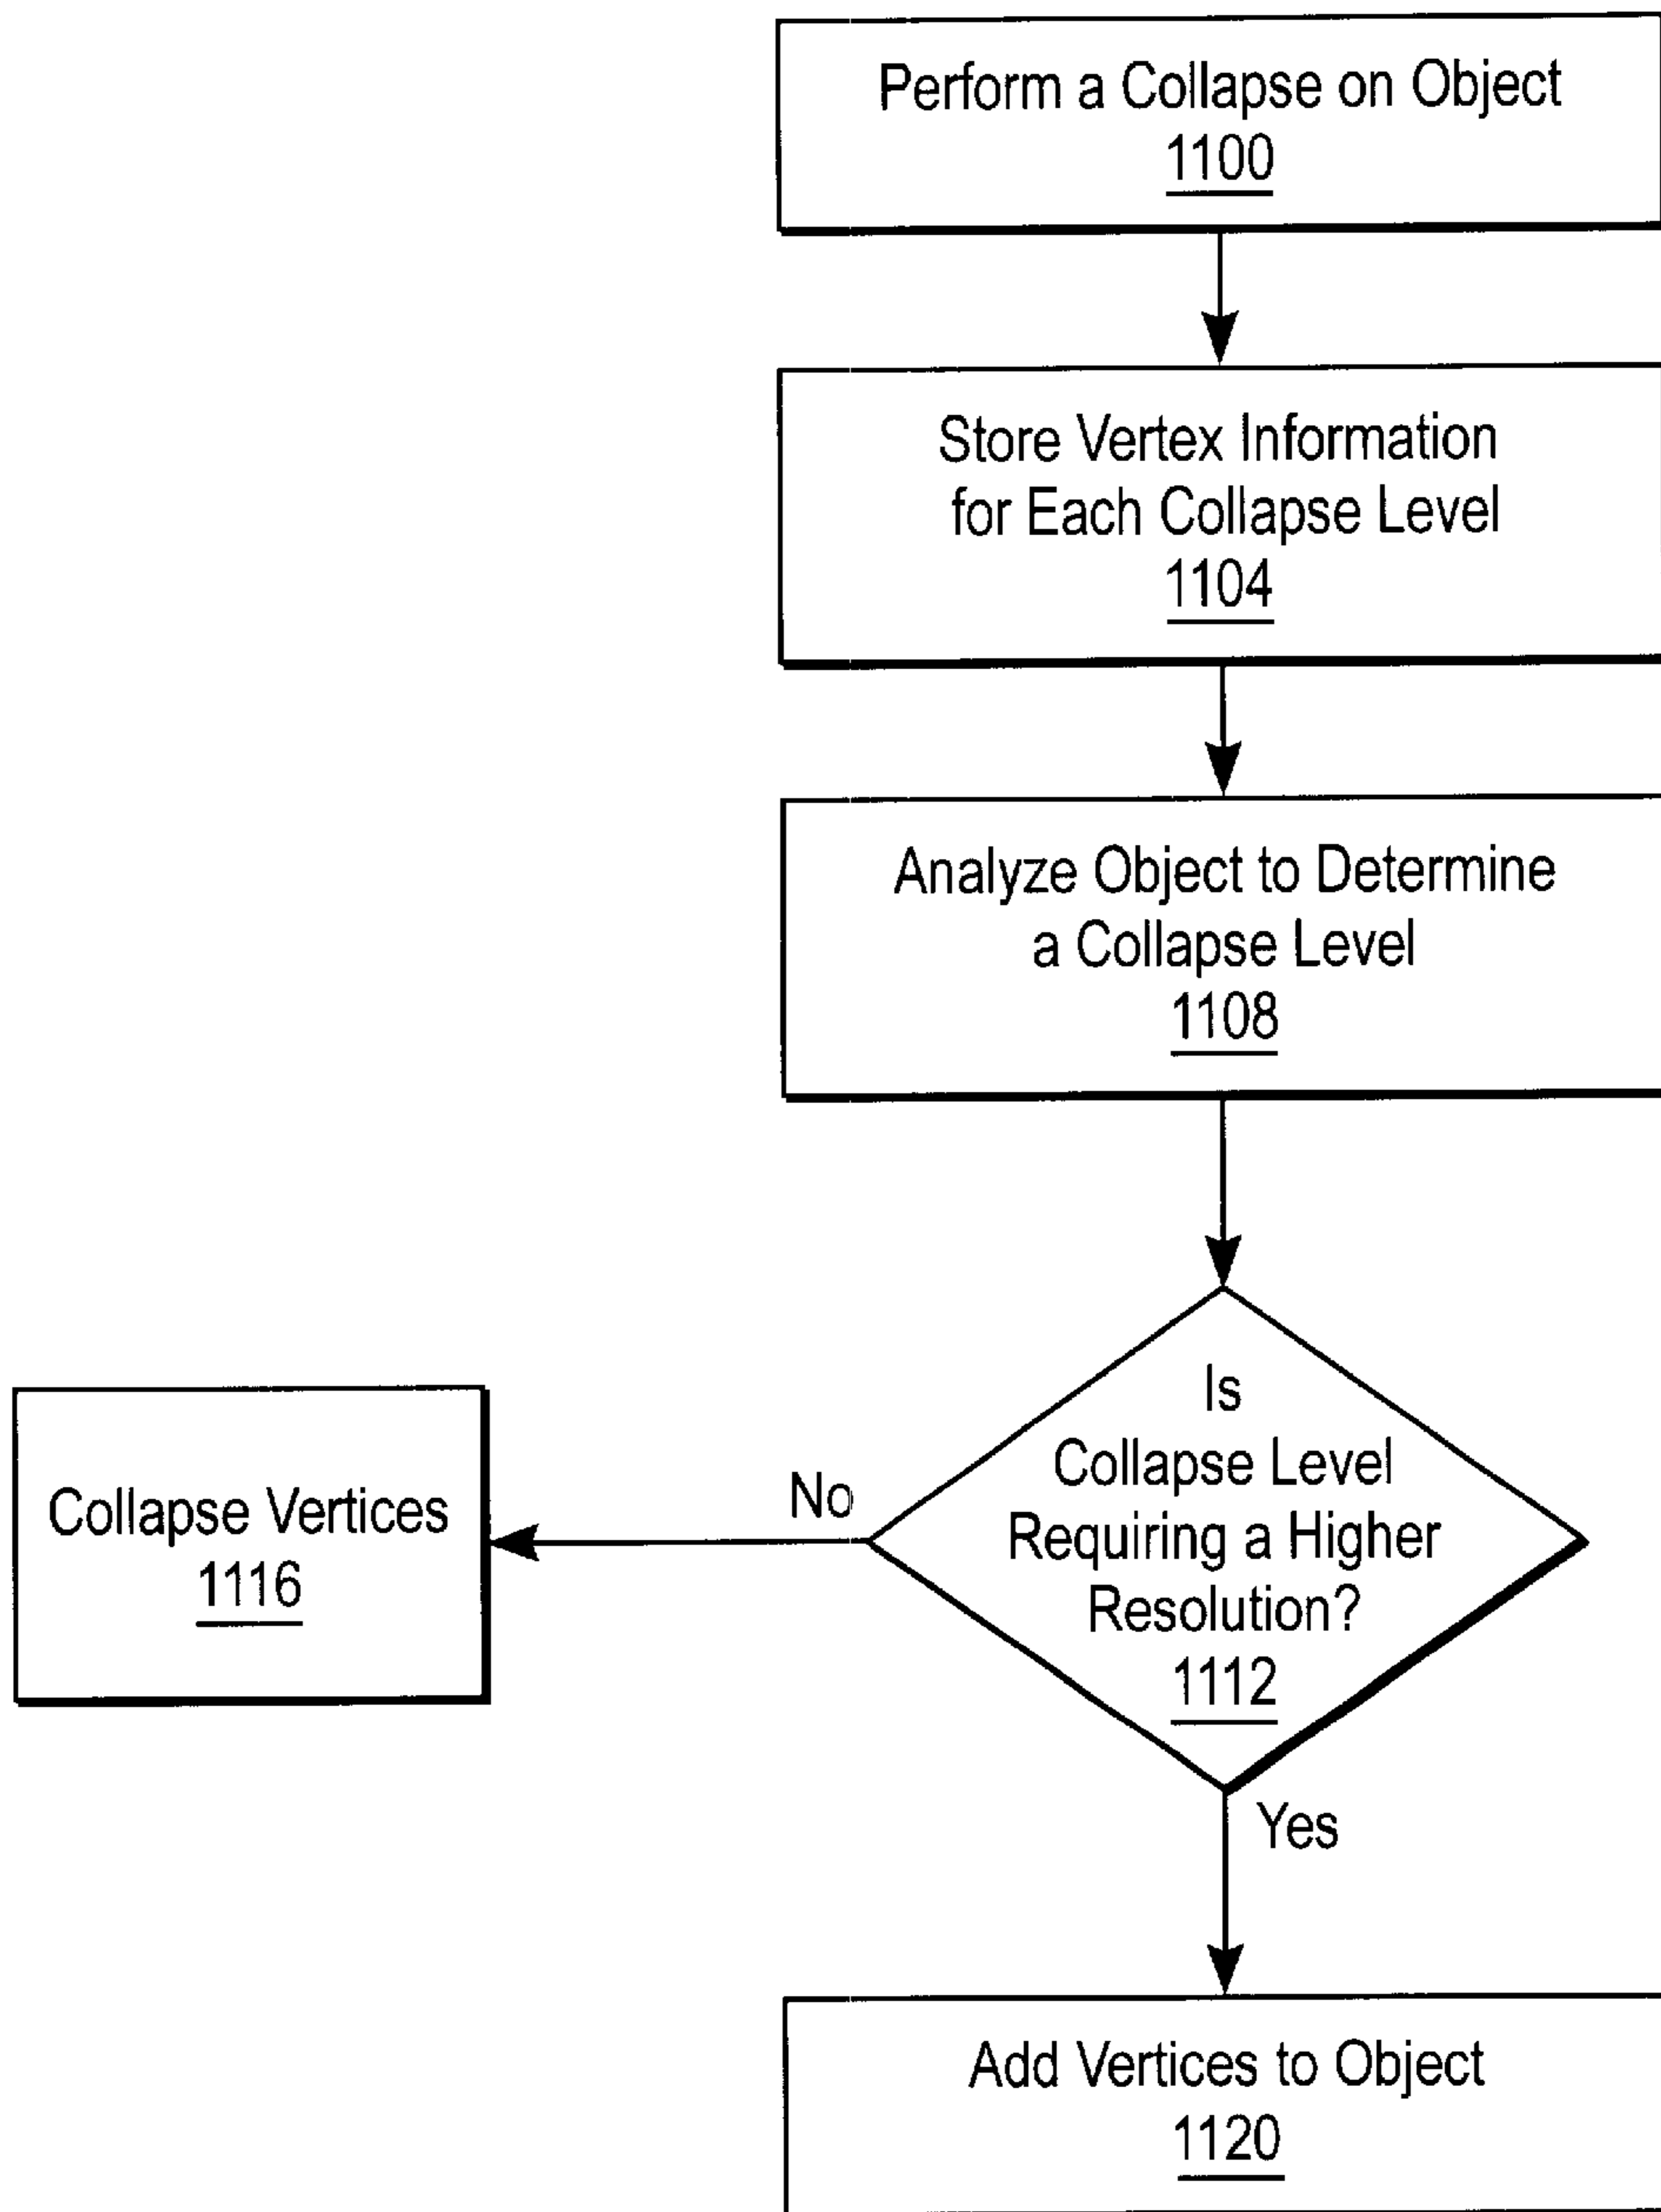 Perform a Collapse on Object
1100
Store Vertex Information
for Each Collapse Level
1104
Analyze Object to Determine
a Collapse Level
1108
Is
Collapse Level
Requiring a Higher
Resolution?
1112
No
Collapse Vertices
1116
Yes
Add Vertices to Object
1120